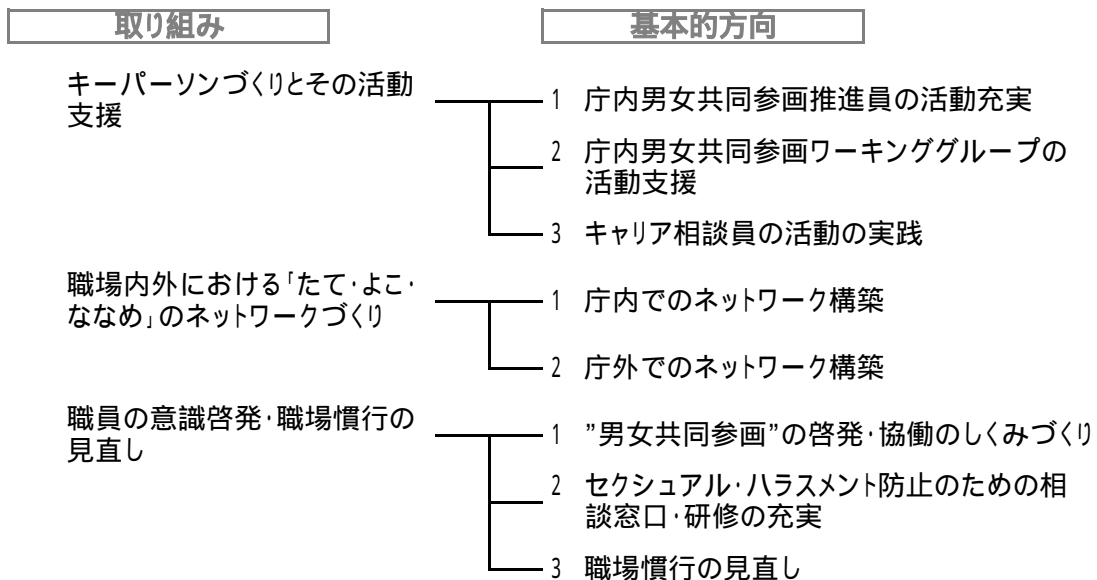 取り組み
基本的方向
キーパーソンづくりとその活動
支援
1 庁内男女共同参画推進員の活動充実
2 庁内男女共同参画ワーキンググループの
活動支援
3 キャリア相談員の活動の実践
職場内外における「たて・よこ・
ななめ」のネットワークづくり
1 庁内でのネットワーク構築
2 庁外でのネットワーク構築
職員の意識啓発・職場慣行の
見直し
1 ”男女共同参画”の啓発・協働のしくみづくり
2 セクシュアル・ハラスメント防止のための相
談窓口・研修の充実
3 職場慣行の見直し